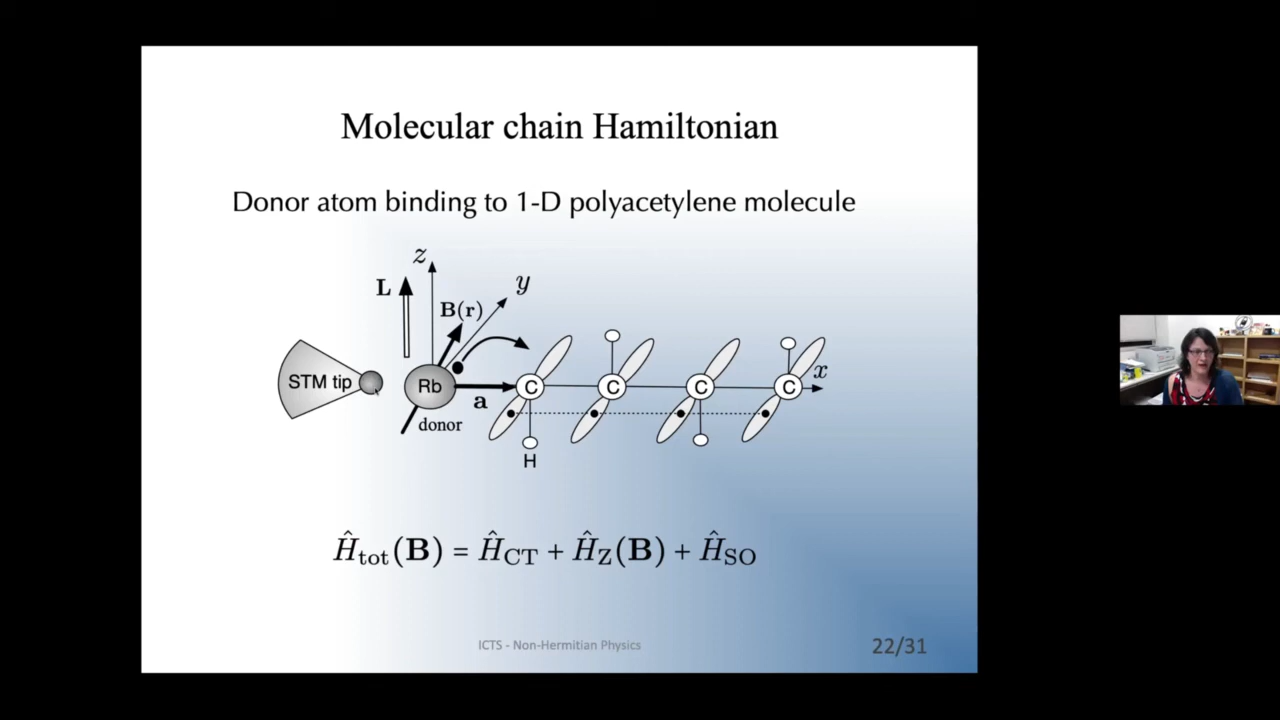 Molecular chain Hamiltonian
Donor atom binding to 1-D polyacetylene molecule
z
L
y
B(r)
STM tip
Rb
C
C
C
C
x
a
donor
H
Ĥtot(B) = ĤCT + ĤZ(B) + ĤSO
ICTS - Non-Hermitian Physics
22/31